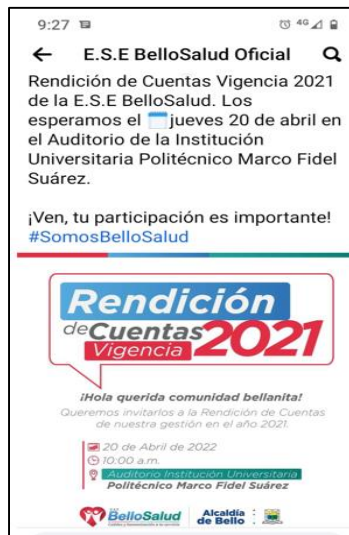 9:27
4G
E.S.E BelloSalud Oficial
Rendición de Cuentas Vigencia 2021
de la E.S.E BelloSalud. Los
esperamos el jueves 20 de abril en
el Auditorio de la Institución
Universitaria Politécnico Marco Fidel
Suárez.
¡Ven, tu participación es importante!
#SomosBelloSalud
Rendición
de Cuentas
Vigencia 2021
¡Hola querida comunidad bellanita!
Queremos invitarlos a la Rendición de Cuentas
de nuestra gestión en el año 2021.
20 de Abril de 2022
10:00 a.m.
Auditorio Institución Universitaria
Politécnico Marco Fidel Suárez
BelloSalud
Alcaldía
de Bello